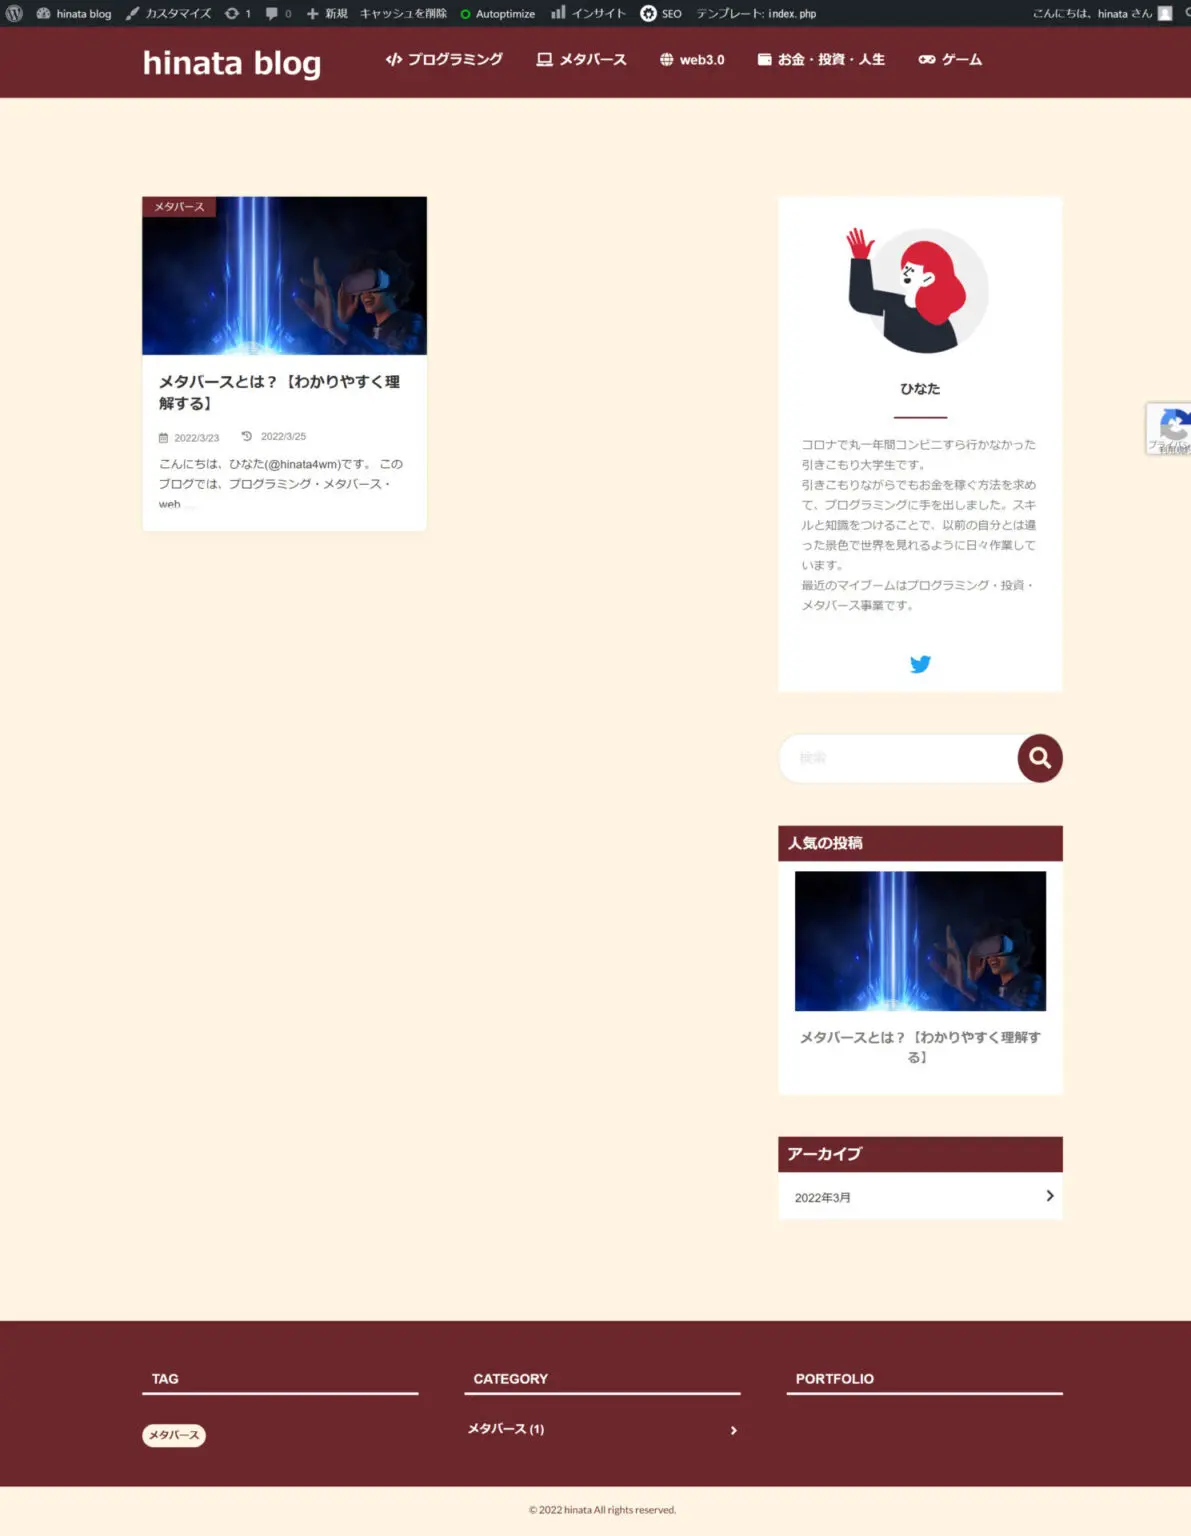 hinata blog カスタマイズ 1 0 新規 キャッシュを削除 Autoptimize インサイト SEO テンプレート: index.php こんにちは、hinata さん
hinata blog プログラミング メタバース web3.0 お金・投資・人生 ゲーム
メタバース
メタバースとは？【わかりやすく理
解する】
2022/3/23 2022/3/25
こんにちは、ひなた(@hinata4wm)です。 この
ブログでは、プログラミング・メタバース・
web
ひなた
コロナで丸一年間コンビニすら行かなかった
引きこもり大学生です。
引きこもりながらでもお金を稼ぐ方法を求め
て、プログラミングに手を出しました。スキ
ルと知識をつけることで、以前の自分とは違
った景色で世界を見れるように日々作業して
います。
最近のマイブームはプログラミング・投資・
メタバース事業です。
検索
人気の投稿
メタバースとは？【わかりやすく理解す
る】
アーカイブ
2022年3月
TAG
メタバース
CATEGORY
メタバース (1)
PORTFOLIO
© 2022 hinata All rights reserved.